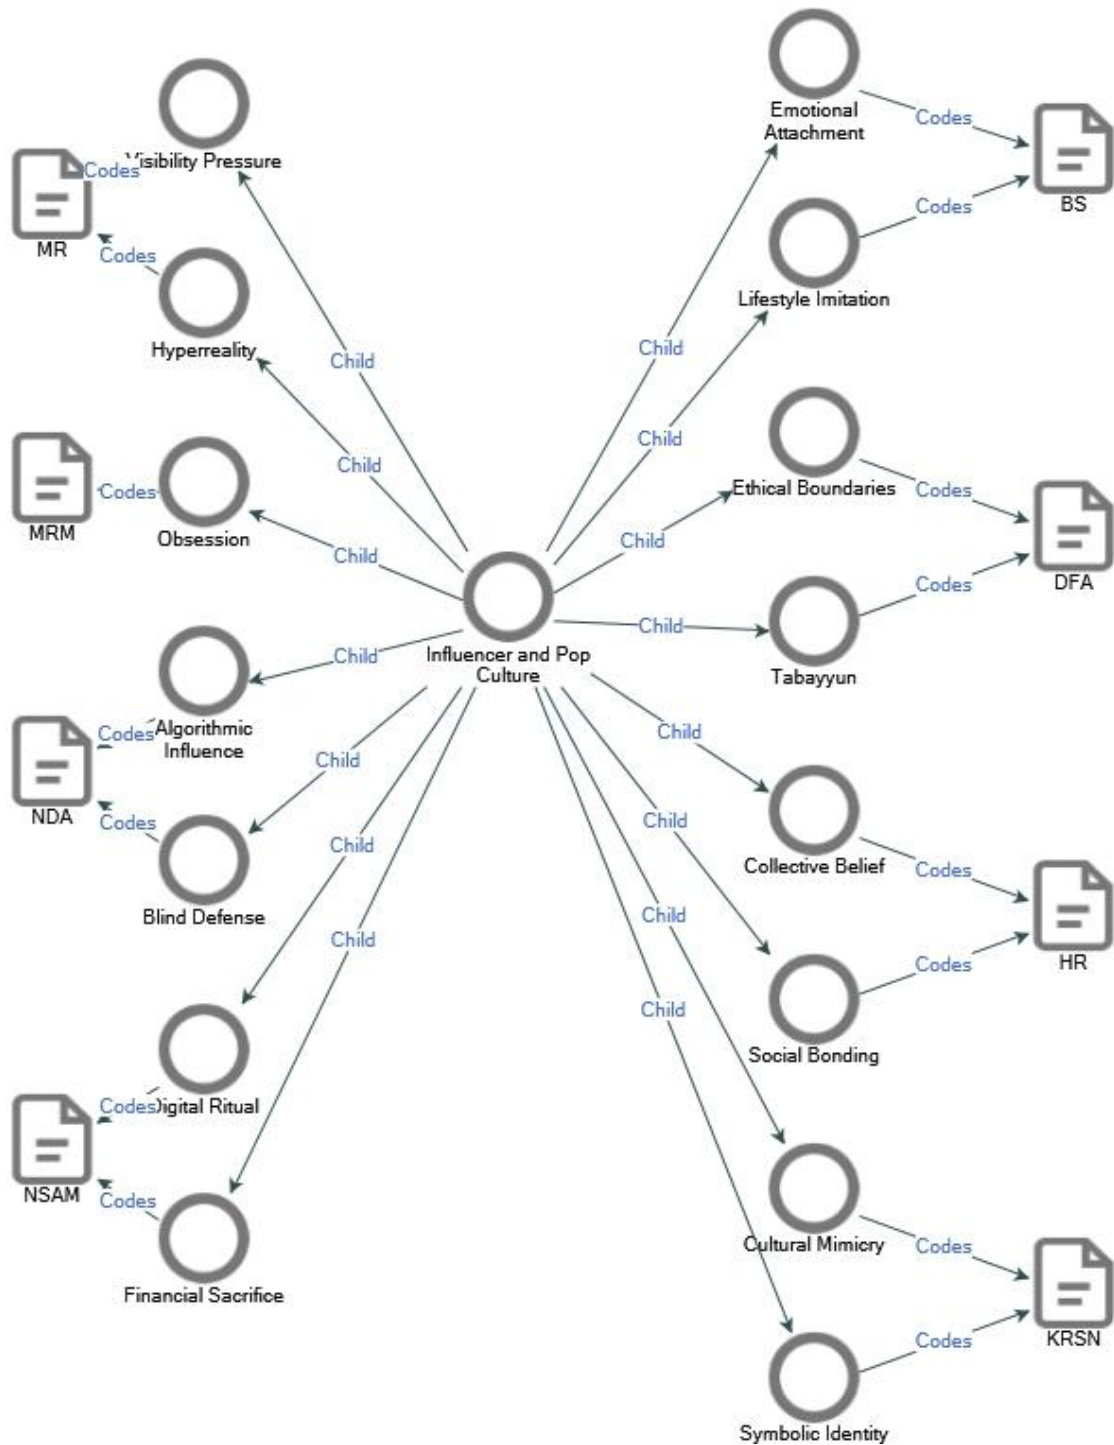 Emotional
Attachment
Codes
BS
Visibility Pressure
Codes
MR
Codes
Hyperreality
Codes
Lifestyle Imitation
Child
Child
Child
Child
Codes
MRM
Obsession
Ethical Boundaries
Codes
DFA
Codes
Child
Child
Child
Tabayyun
Influencer and Pop
Culture
Child
Codes
NDA
Algorithmic
Influence
Child
Child
Codes
Blind Defense
Child
Child
Collective Belief
Codes
HR
Codes
Child
Child
Child
Social Bonding
Codes
NSAM
Digital Ritual
Codes
Financial Sacrifice
Cultural Mimicry
Codes
KRSN
Codes
Symbolic Identity